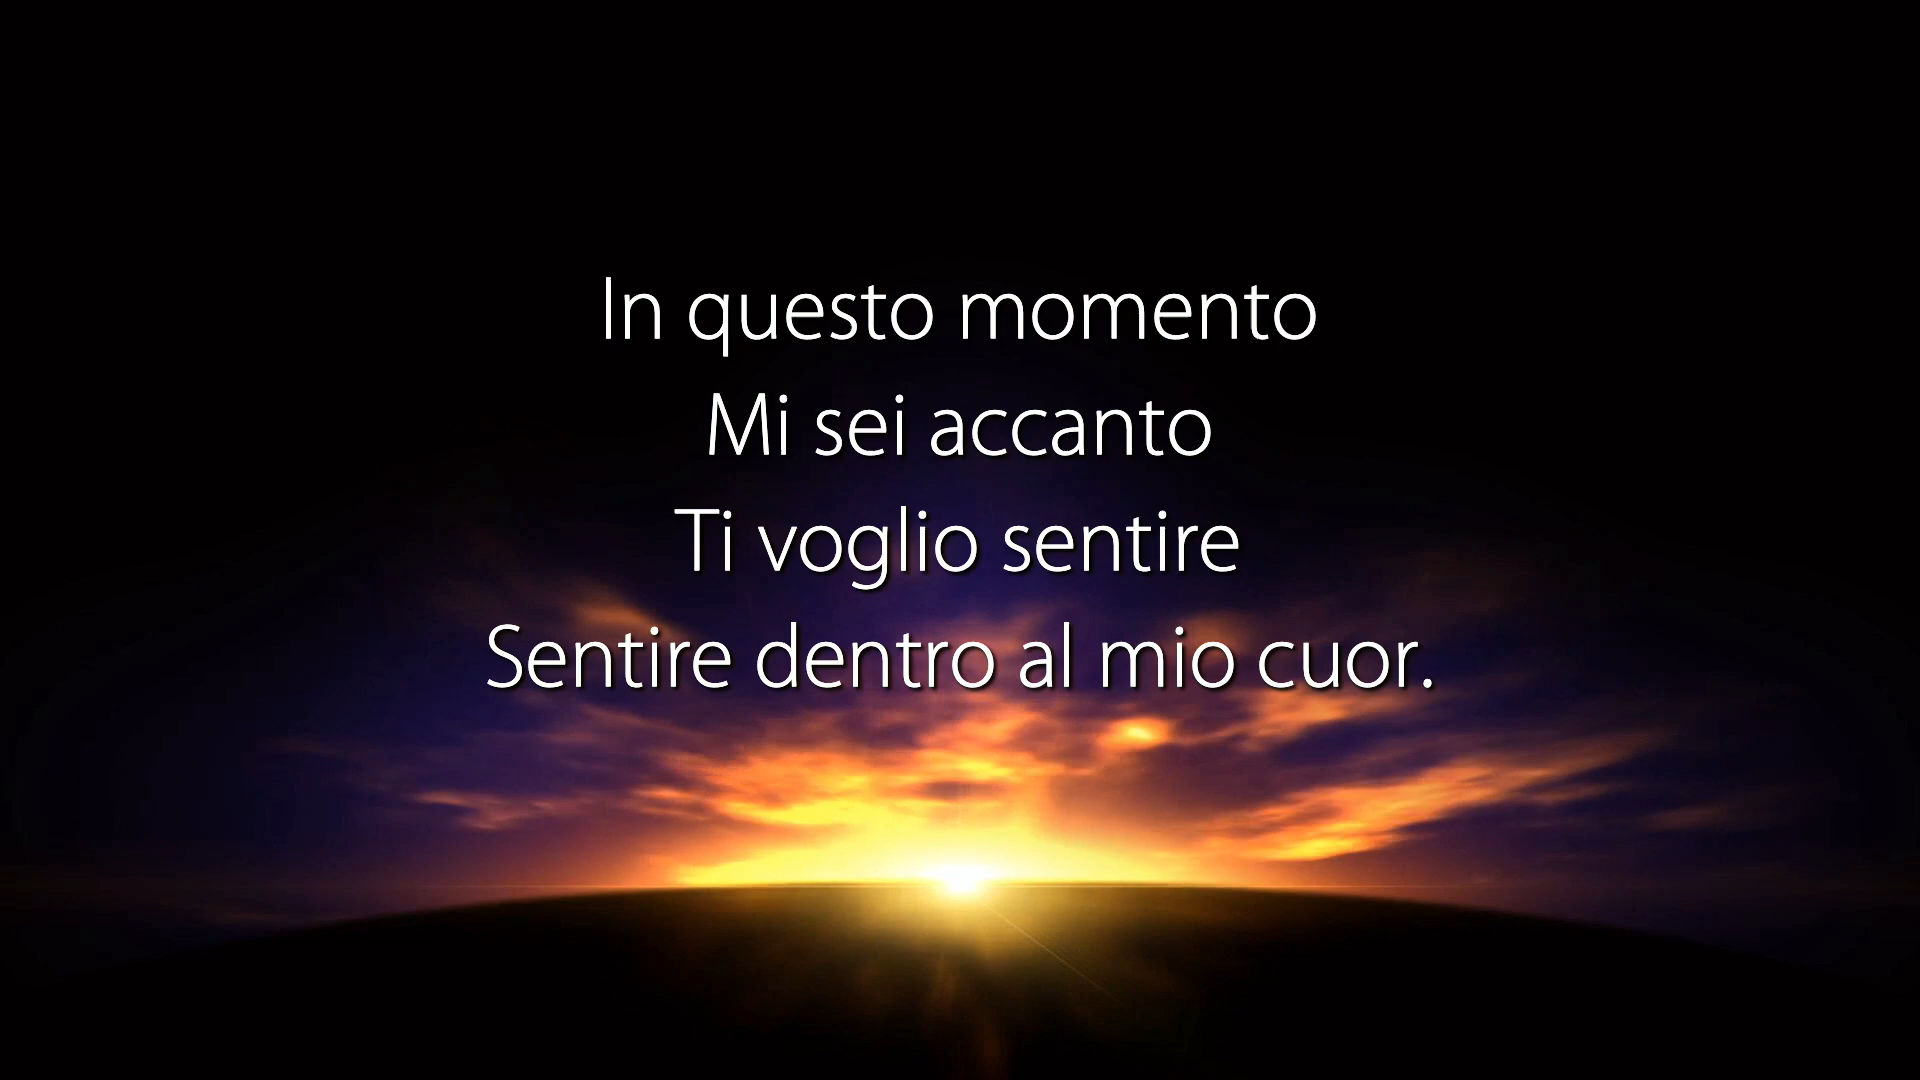 In questo momento
Mi sei accanto
Ti voglio sentire
Sentire dentro al mio cuor.